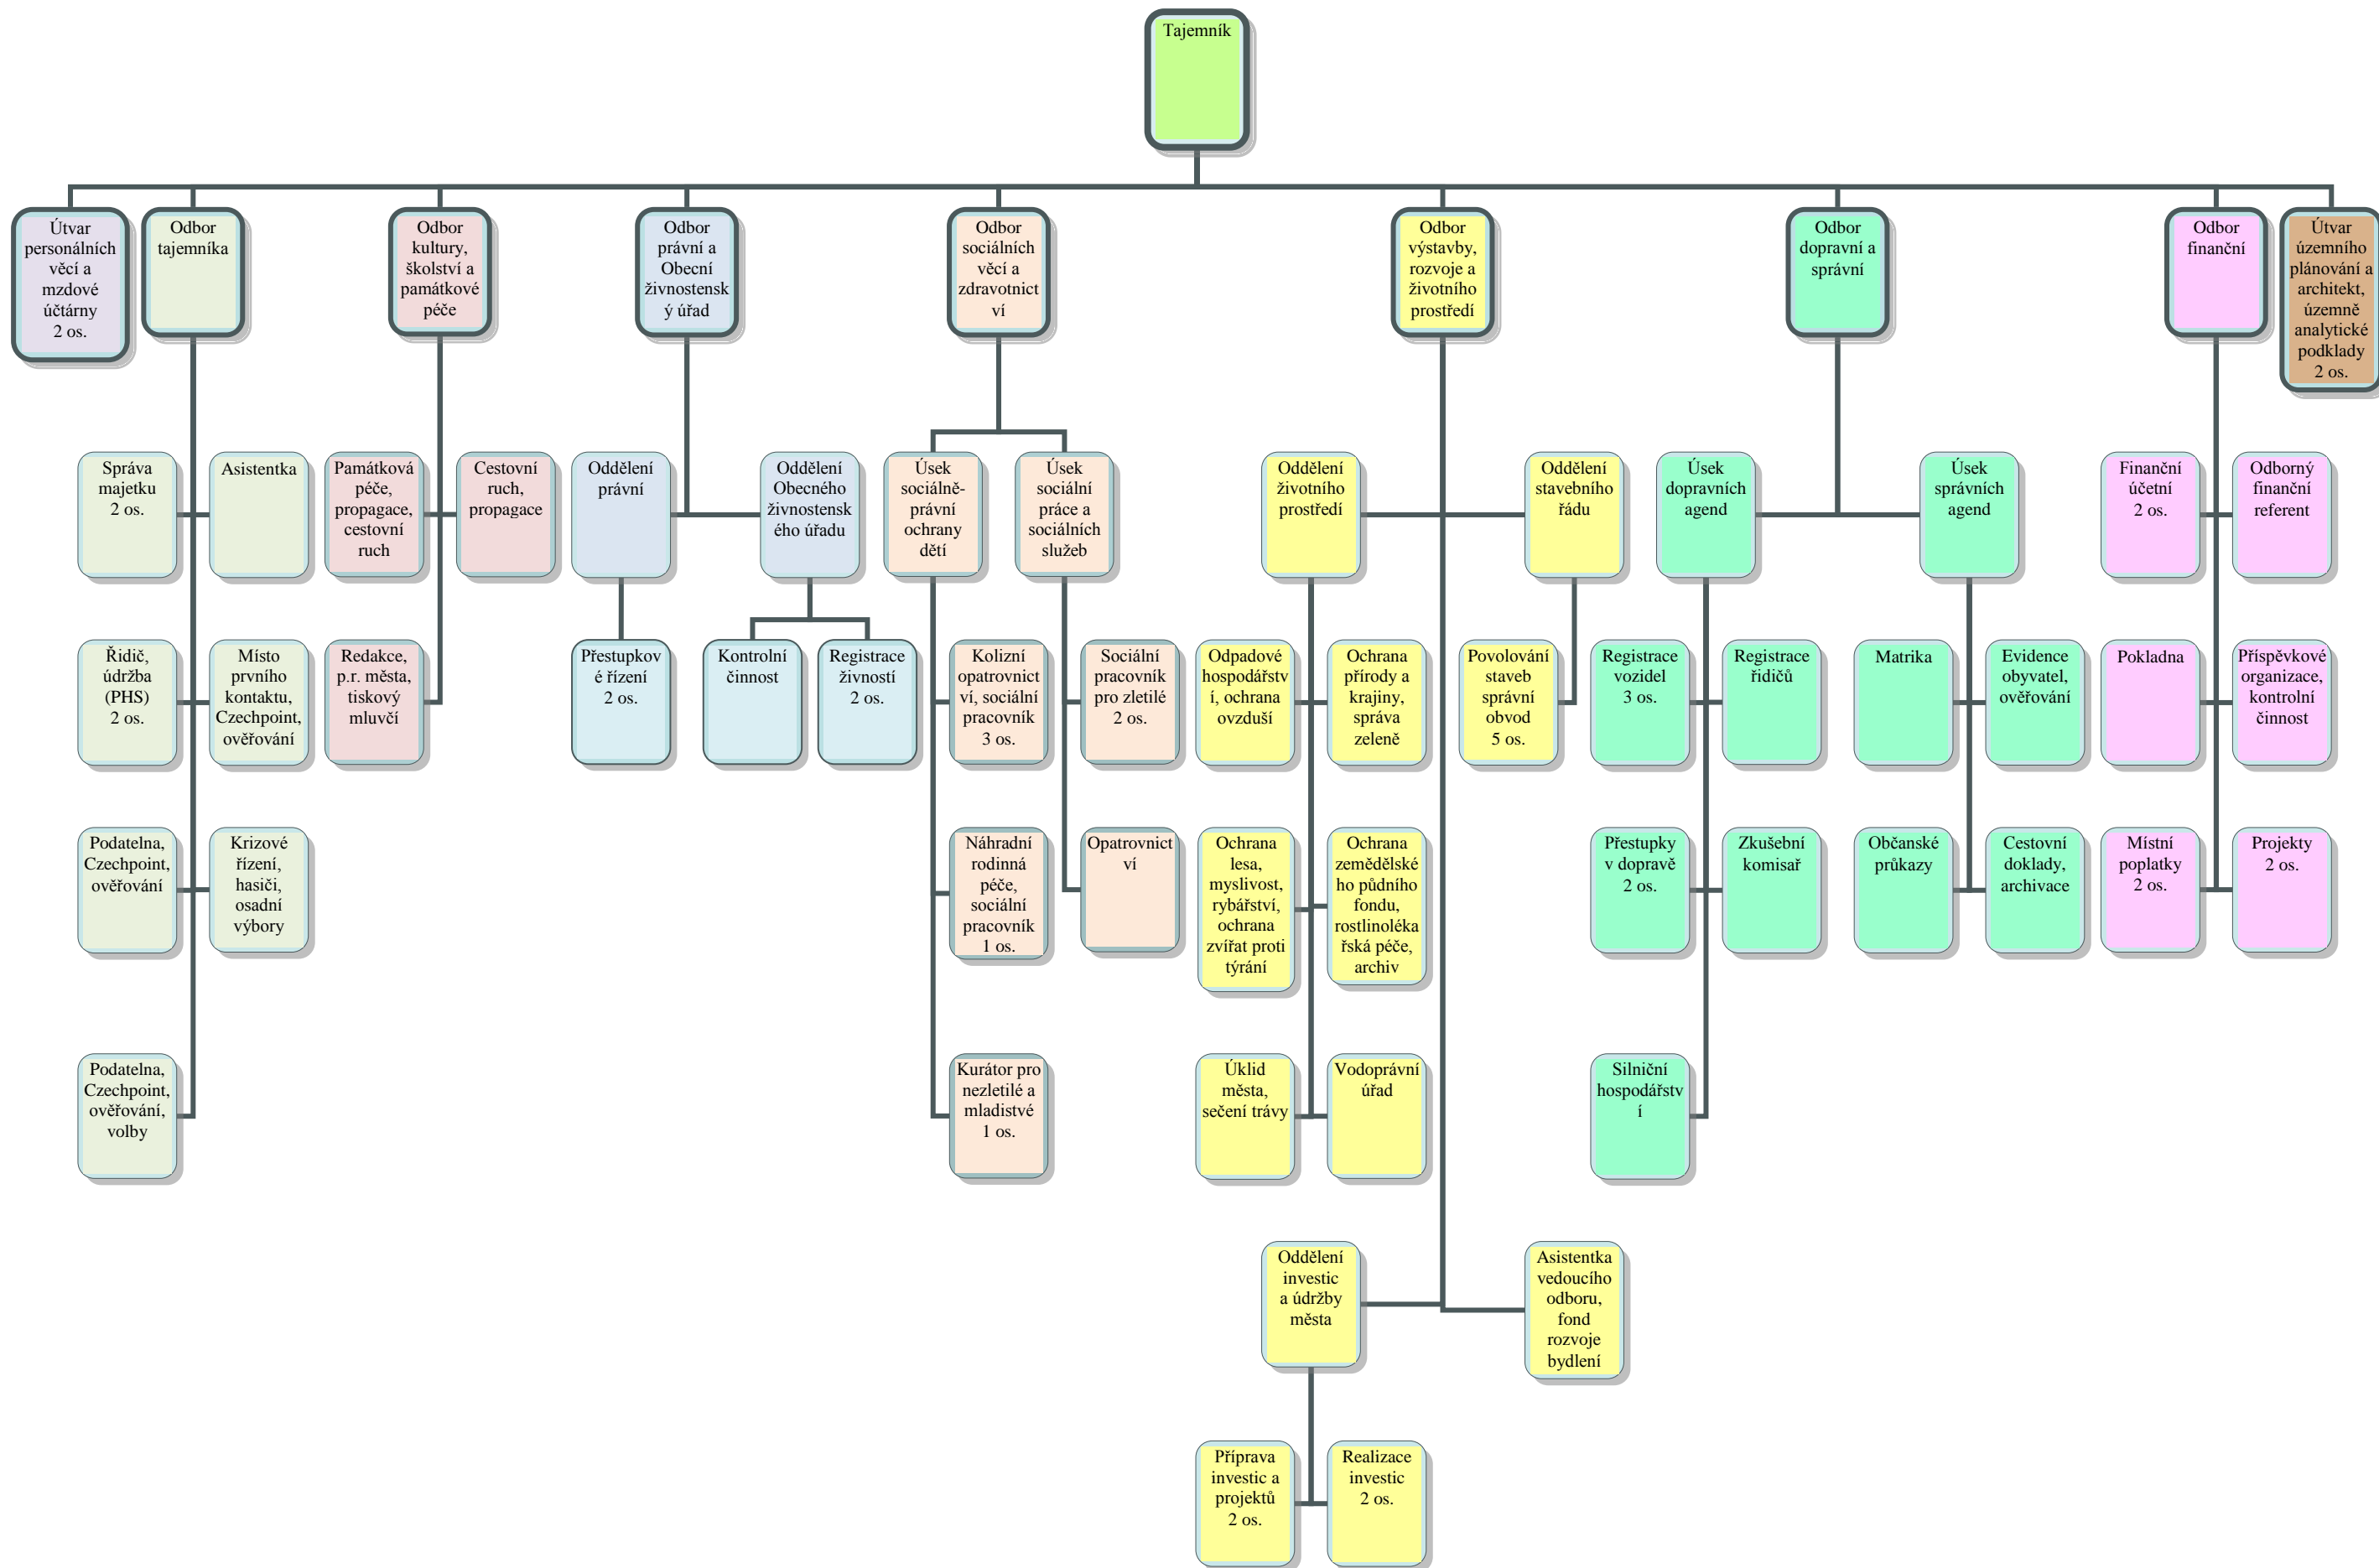 Tajemník
Útvar
personálních
věcí a
mzdové
účtárny
2 os.
Odbor
tajemníka
Odbor
kultury,
školství a
památkové
péče
Odbor
právní a
Obecní
živnostensk
ý úřad
Odbor
sociálních
věcí a
zdravotnict
ví
Odbor
výstavby,
rozvoje a
životního
prostředí
Odbor
dopravní a
správní
Odbor
finanční
Útvar
územního
plánování a
architekt,
územně
analytické
podklady
2 os.
Správa
majetku
2 os.
Asistentka
Památková
péče,
propagace,
cestovní
ruch
Cestovní
ruch,
propagace
Oddělení
právní
Oddělení
Obecného
živnostensk
ého úřadu
Úsek
sociálně-
právní
ochrany
dětí
Úsek
sociální
práce a
sociálních
služeb
Oddělení
životního
prostředí
Oddělení
stavebního
řádu
Úsek
dopravních
agend
Úsek
správních
agend
Finanční
účetní
2 os.
Odborný
finanční
referent
Řidič,
údržba
(PHS)
2 os.
Místo
prvního
kontaktu,
Czechpoint,
ověřování
Redakce,
p.r. města,
tiskový
mluvčí
Přestupkov
é řízení
2 os.
Kontrolní
činnost
Registrace
živností
2 os.
Kolizní
opatrovnict
ví, sociální
pracovník
3 os.
Sociální
pracovník
pro zletilé
2 os.
Odpadové
hospodářstv
í, ochrana
ovzduší
Ochrana
přírody a
krajiny,
správa
zeleně
Povolování
staveb
správní
obvod
5 os.
Registrace
vozidel
3 os.
Registrace
řidičů
Matrika
Evidence
obyvatel,
ověřování
Pokladna
Příspěvkové
organizace,
kontrolní
činnost
Podatelna,
Czechpoint,
ověřování
Krizové
řízení,
hasiči,
osadní
výbory
Náhradní
rodinná
péče,
sociální
pracovník
1 os.
Opatrovnict
ví
Ochrana
lesa,
myslivost,
rybářství,
ochrana
zvířat proti
týrání
Ochrana
zemědělské
ho půdního
fondu,
rostlinoléka
řská péče,
archiv
Přestupky
v dopravě
2 os.
Zkušební
komisař
Občanské
průkazy
Cestovní
doklady,
archivace
Místní
poplatky
2 os.
Projekty
2 os.
Podatelna,
Czechpoint,
ověřování,
volby
Kurátor pro
nezletilé a
mladistvé
1 os.
Úklid
města,
sečení trávy
Vodoprávní
úřad
Silniční
hospodářstv
í
Oddělení
investic
a údržby
města
Asistentka
vedoucího
odboru,
fond
rozvoje
bydlení
Příprava
investic a
projektů
2 os.
Realizace
investic
2 os.